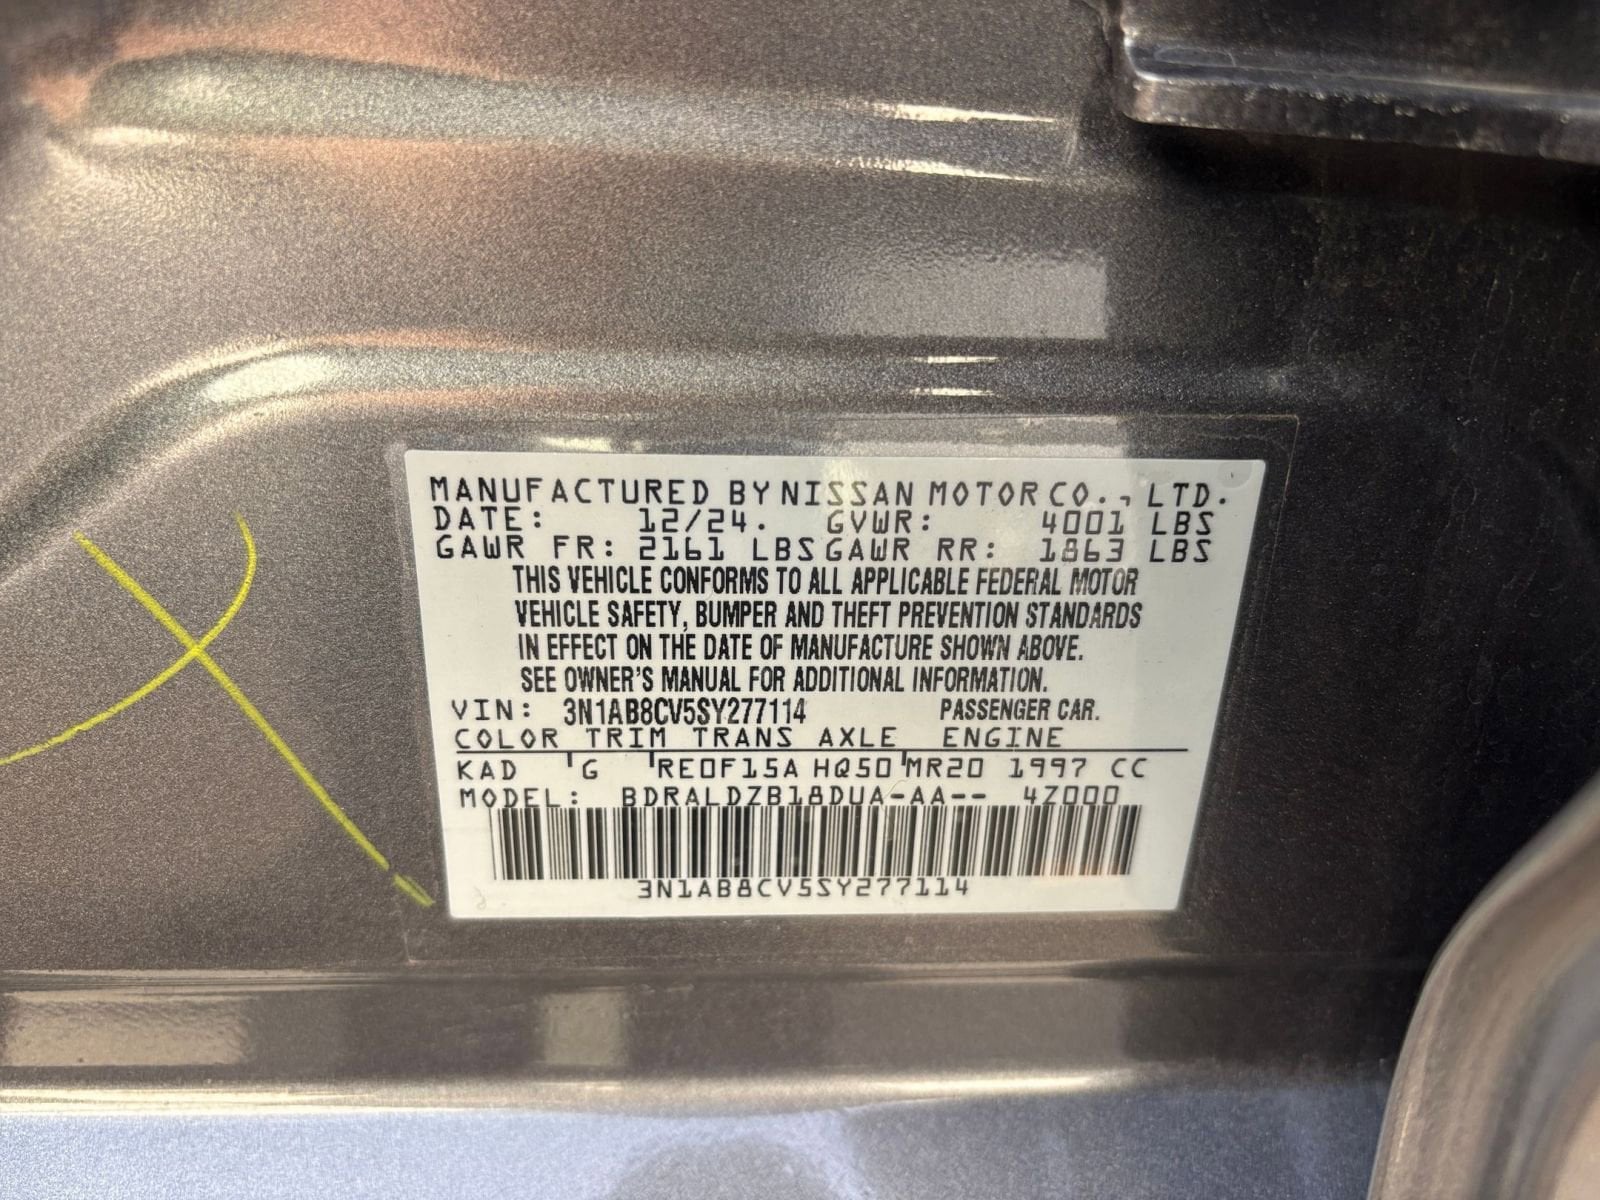 MANUFACTURED BY NISSAN MOTOR CO., LTD.
DATE: 12/24. GVWR: 4001 LBS
GAWR FR: 2161 LBS GAWR RR: 1863 LBS
THIS VEHICLE CONFORMS TO ALL APPLICABLE FEDERAL MOTOR
VEHICLE SAFETY, BUMPER AND THEFT PREVENTION STANDARDS
IN EFFECT ON THE DATE OF MANUFACTURE SHOWN ABOVE.
SEE OWNER'S MANUAL FOR ADDITIONAL INFORMATION.
VIN: 3N1AB8CV5SY277114 PASSENGER CAR.
COLOR TRIM TRANS AXLE ENGINE
KAD G RE0F15A HQ50 MR20 1997 CC
MODEL: BDRALDZB18DUA-AA-- 4Z000
3N1AB8CV5SY277114